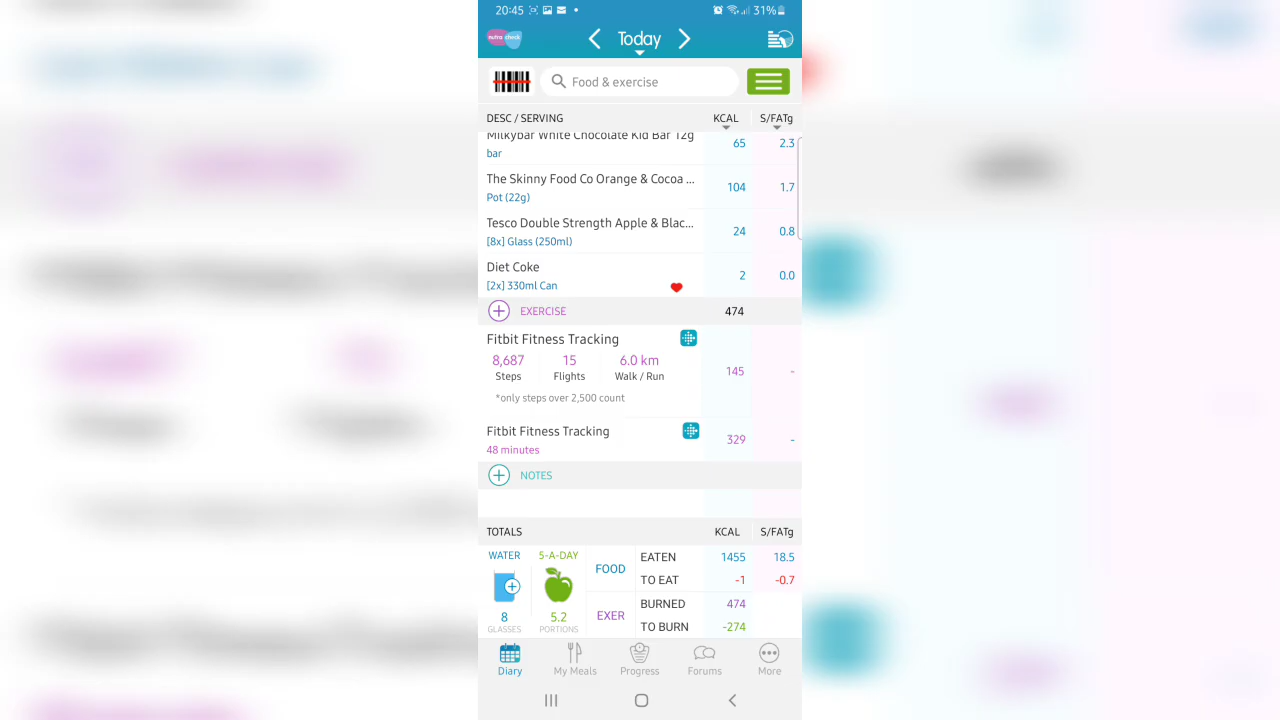 20:45 31%
nutra check Today
Food & exercise
DESC / SERVING KCAL S/FATg
Milkybar White Chocolate Kid Bar 12g 65 2.3
bar
The Skinny Food Co Orange & Cocoa ... 104 1.7
Pot (22g)
Tesco Double Strength Apple & Blac... 24 0.8
[8x] Glass (250ml)
Diet Coke 2 0.0
[2x] 330ml Can
EXERCISE 474
Fitbit Fitness Tracking
8,687 15 6.0 km 145 -
Steps Flights Walk / Run
*only steps over 2,500 count
Fitbit Fitness Tracking 329 -
48 minutes
NOTES
TOTALS KCAL S/FATg
WATER 5-A-DAY FOOD EATEN 1455 18.5
TO EAT -1 -0.7
8 5.2 EXER BURNED 474
GLASSES PORTIONS TO BURN -274
Diary My Meals Progress Forums More